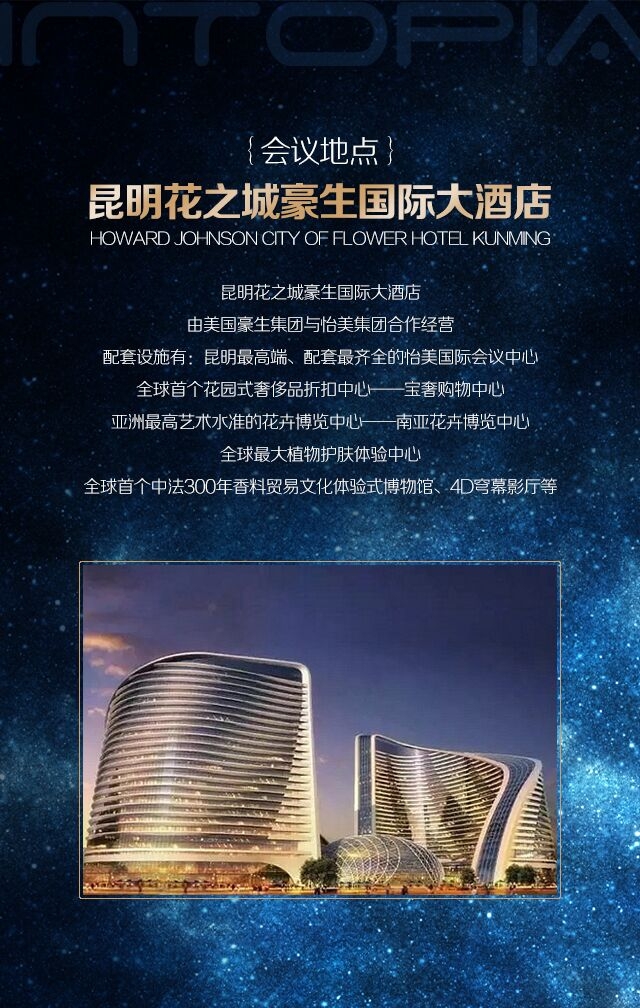 INTOPIA
{会议地点}
昆明花之城豪生国际大酒店
HOWARD JOHNSON CITY OF FLOWER HOTEL KUNMING
昆明花之城豪生国际大酒店
由美国豪生集团与怡美集团合作经营
配套设施有：昆明最高端、配套最齐全的怡美国际会议中心
全球首个花园式奢侈品折扣中心——宝奢购物中心
亚洲最高艺术水准的花卉博览中心——南亚花卉博览中心
全球最大植物护肤体验中心
全球首个中法300年香料贸易文化体验式博物馆、4D穹幕影厅等